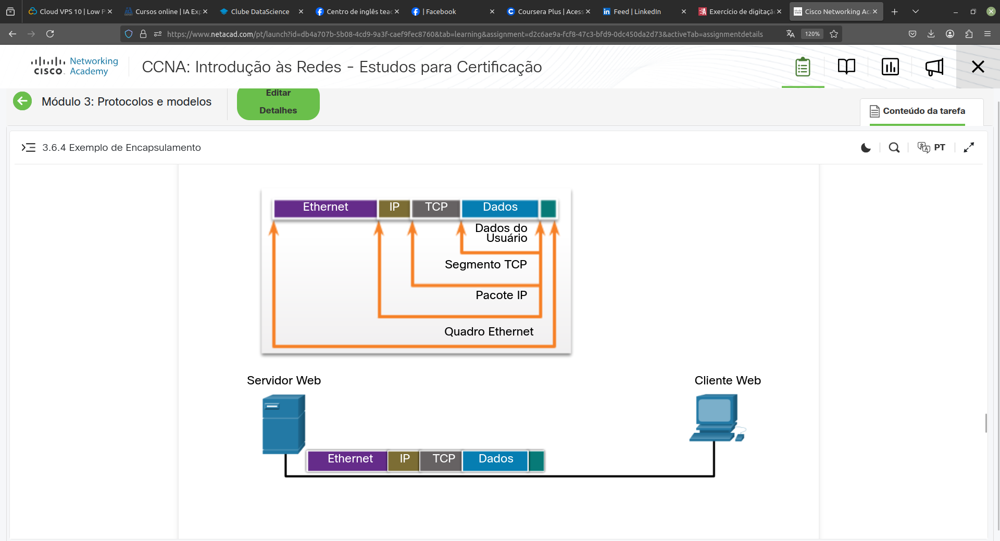 Cloud VPS 10 | Low P
Cursos online | IA Exp
Clube DataScience
Centro de inglês teac
| Facebook
Coursera Plus | Acess
Feed | LinkedIn
Exercício de digitaçã
Cisco Networking Ac
https://www.netacad.com/pt/launch?id=db4a707b-5b08-4cd9-9a3f-caef9fec8760&tab=learning&assignment=d2c6ae9a-fcf8-47c3-bfd9-0dc450da2d73&activeTab=assignmentdetails
120%
cisco Networking Academy
CCNA: Introdução às Redes - Estudos para Certificação
Módulo 3: Protocolos e modelos
Editar
Detalhes
Conteúdo da tarefa
3.6.4 Exemplo de Encapsulamento
PT
Ethernet IP TCP Dados
Dados do
Usuário
Segmento TCP
Pacote IP
Quadro Ethernet
Servidor Web
Cliente Web
Ethernet IP TCP Dados